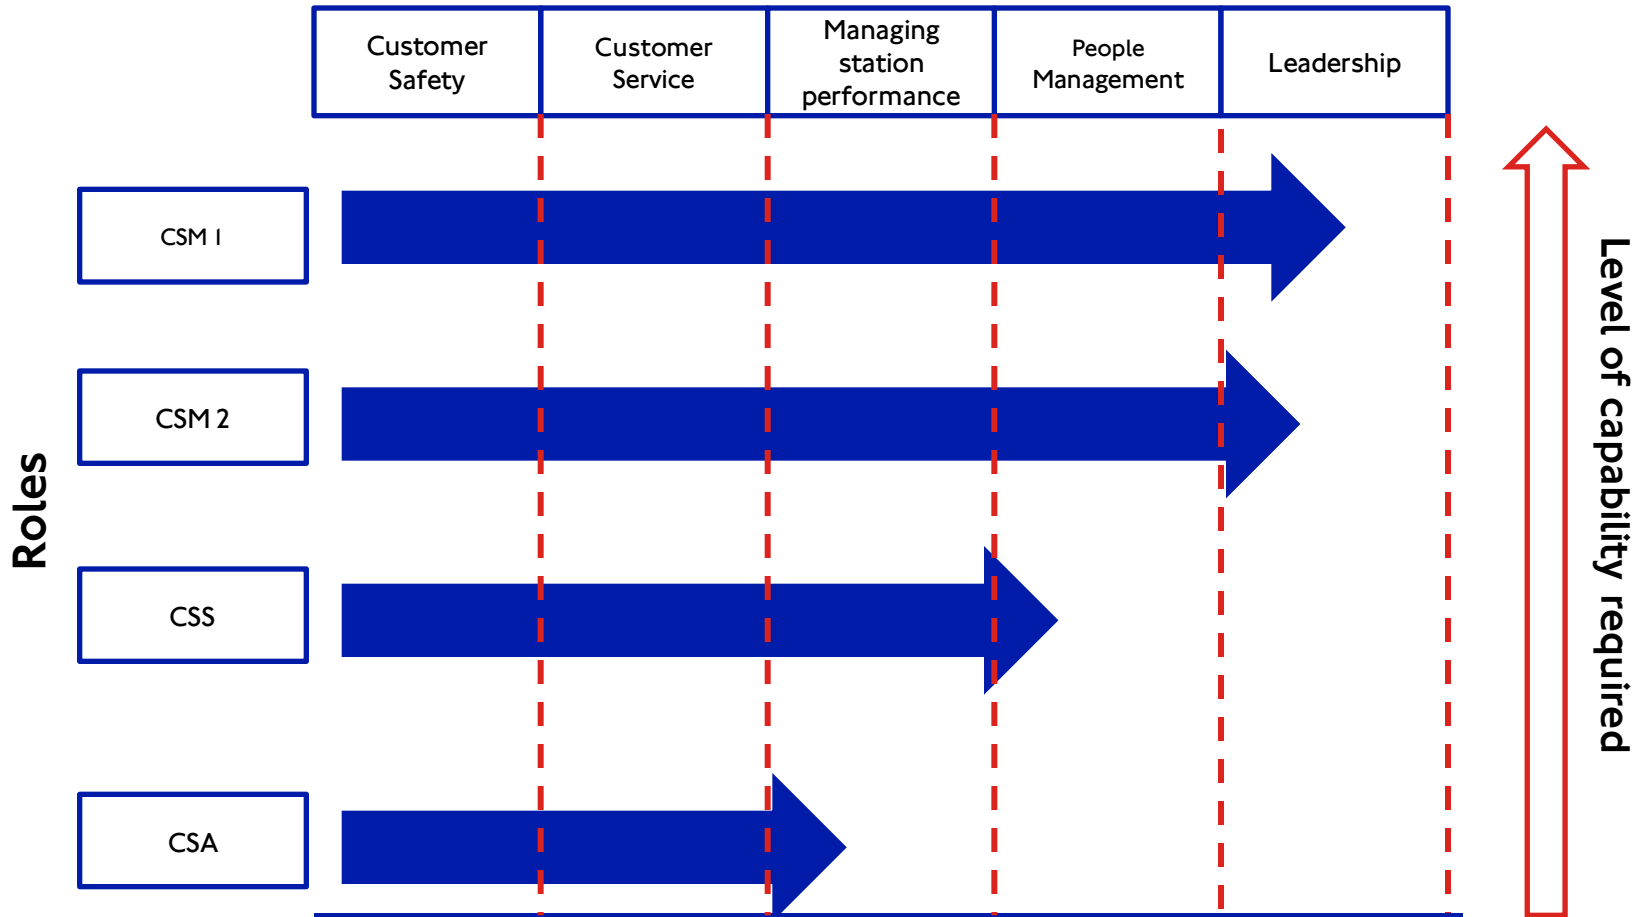 Customer
Safety
Customer
Service
Managing
station
performance
People
Management
Leadership
CSM 1
CSM 2
CSS
CSA
Roles
Level of capability required